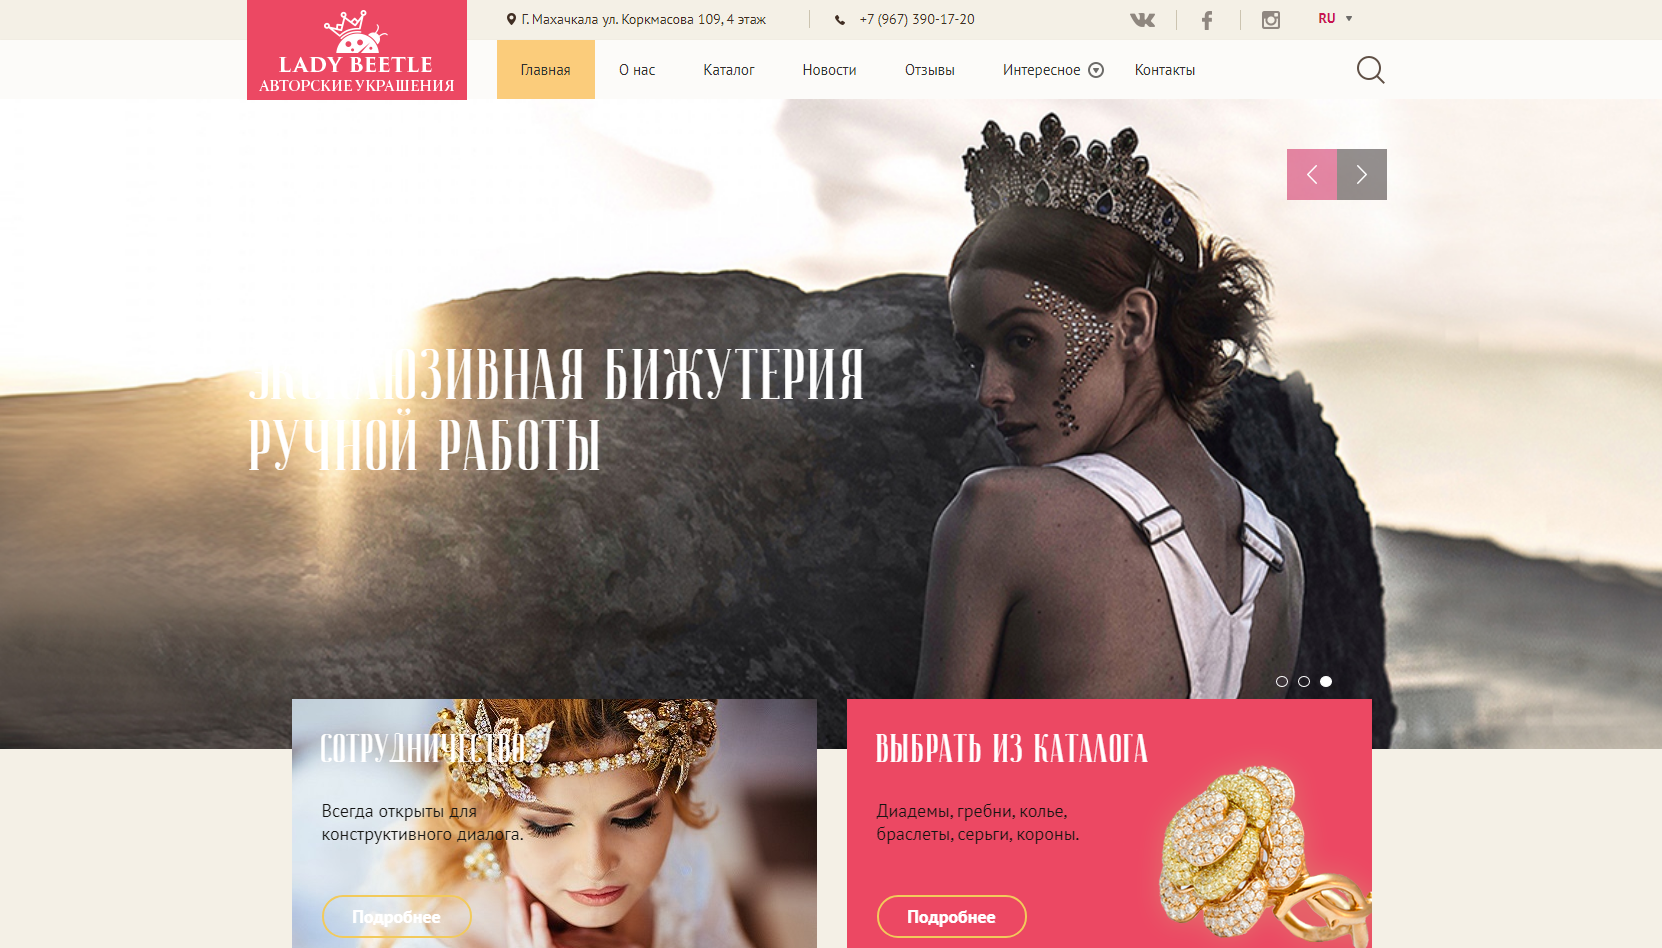 LADY BEETLE
АВТОРСКИЕ УКРАШЕНИЯ
Г. Махачкала ул. Коркмасова 109, 4 этаж
+7 (967) 390-17-20
RU
Главная
О нас
Каталог
Новости
Отзывы
Интересное
Контакты
ЭКСКЛЮЗИВНАЯ БИЖУТЕРИЯ
РУЧНОЙ РАБОТЫ
СОТРУДНИЧЕСТВО
Всегда открыты для
конструктивного диалога.
Подробнее
ВЫБРАТЬ ИЗ КАТАЛОГА
Диадемы, гребни, колье,
браслеты, серьги, короны.
Подробнее